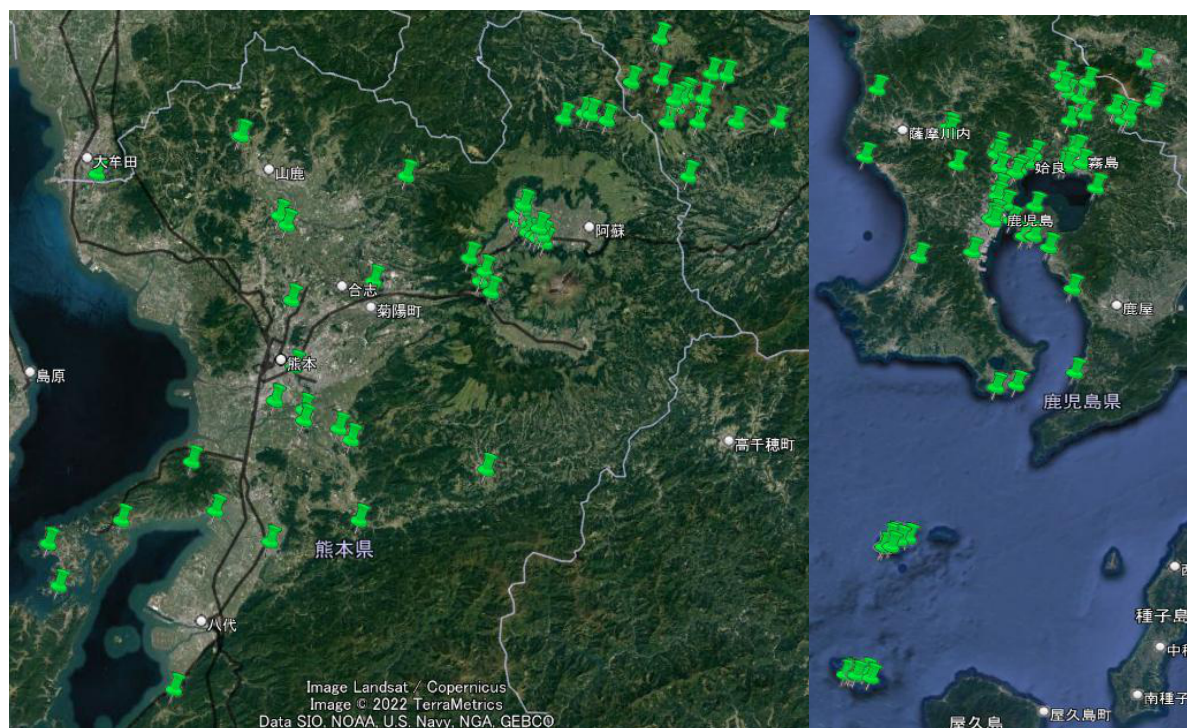 大牟田
山鹿
阿蘇
合志
菊陽町
熊本
島原
高千穂町
熊本県
八代
Image Landsat / Copernicus
Image © 2022 TerraMetrics
Data SIO, NOAA, U.S. Navy, NGA, GEBCO
薩摩川内
姶良
霧島
鹿児島
鹿屋
鹿児島県
西
種子島
中種
南種子
屋久島町
屋久島